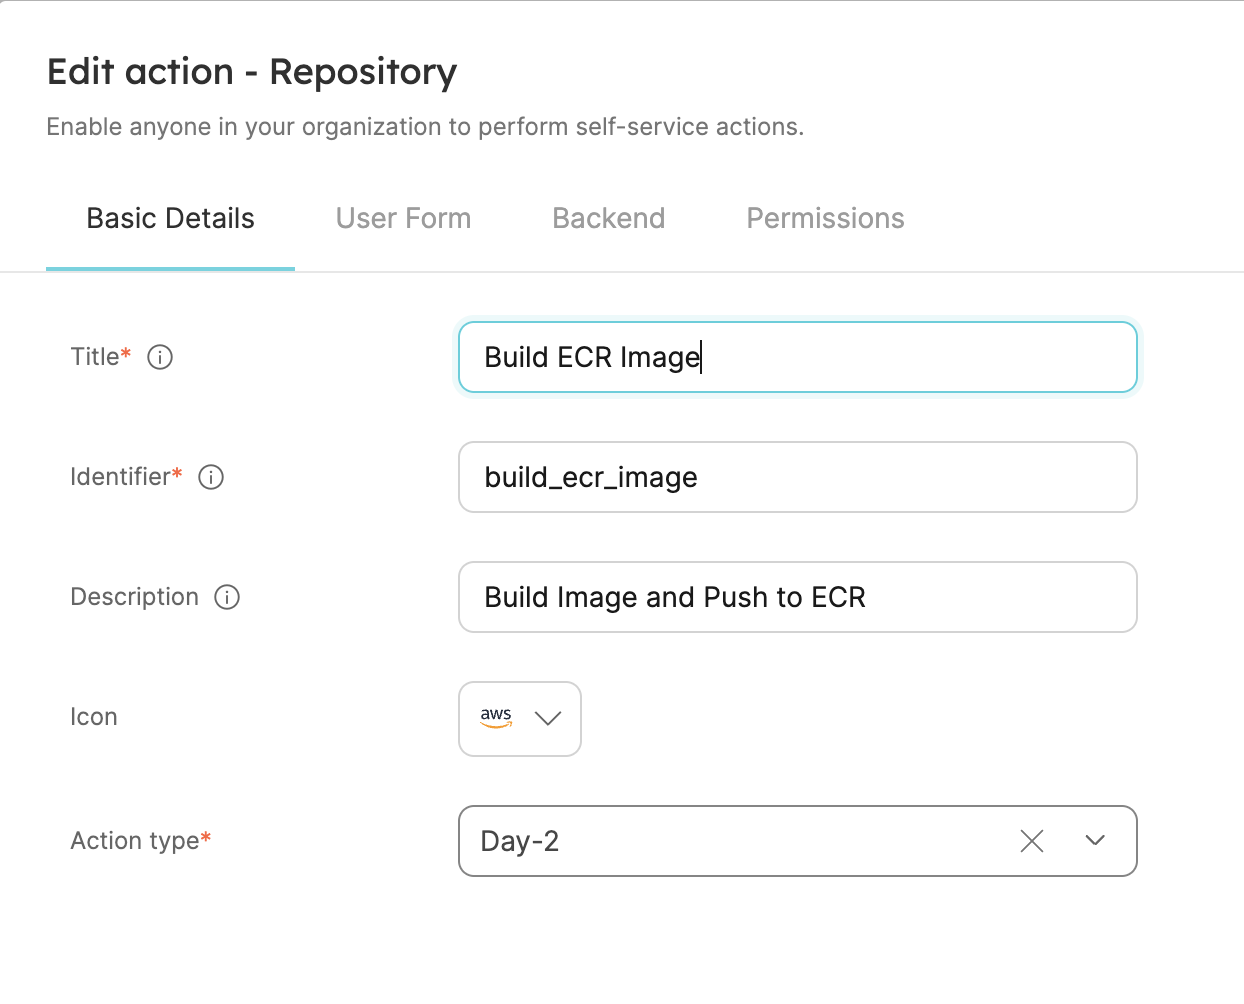 Edit action - Repository
Enable anyone in your organization to perform self-service actions.
Basic Details User Form Backend Permissions
Title* Build ECR Image
Identifier* build_ecr_image
Description Build Image and Push to ECR
Icon aws
Action type* Day-2